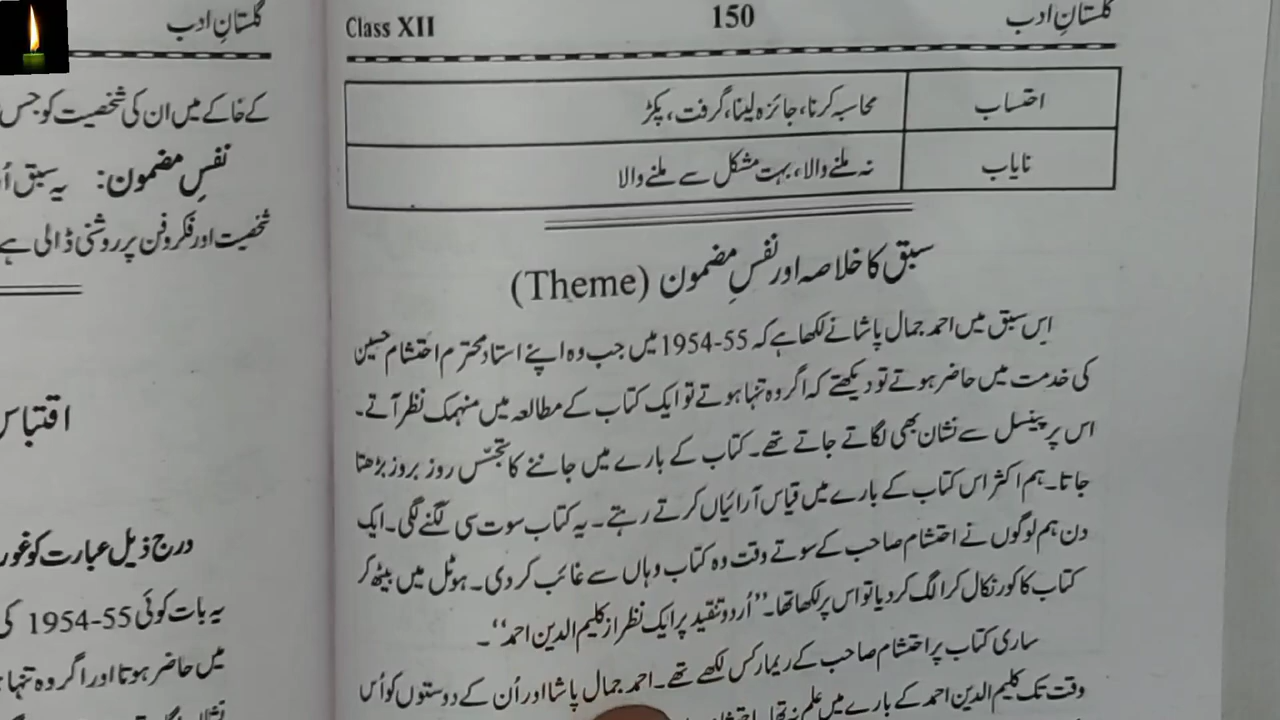 گلستانِ ادب
150
Class XII
احتساب
محاسبہ کرنا، جائزہ لینا، گرفت، پکڑ
نایاب
نہ ملنے والا، بہت مشکل سے ملنے والا
سبق کا خلاصہ اور نفسِ مضمون (Theme)
اِس سبق میں احمد جمال پاشا نے لکھا ہے کہ 55-1954 میں جب وہ اپنے استاد محترم احتشام حسین
کی خدمت میں حاضر ہوتے تو دیکھتے کہ اگر وہ تنہا ہوتے تو ایک کتاب کے مطالعہ میں منہمک نظر آتے۔
اس پر پینسل سے نشان بھی لگاتے جاتے تھے۔ کتاب کے بارے میں جاننے کا تجسّس روز بروز بڑھتا
جاتا۔ ہم اکثر اس کتاب کے بارے میں قیاس آرائیاں کرتے رہتے۔ یہ کتاب سوت سی لگنے لگی۔ ایک
دن ہم لوگوں نے احتشام صاحب کے سوتے وقت وہ کتاب وہاں سے غائب کر دی۔ ہوٹل میں بیٹھ کر
کتاب کا کور نکال کر الگ کر دیا تو اس پر لکھا تھا۔ ”اُردو تنقید پر ایک نظر از کلیم الدین احمد“۔
ساری کتاب پر احتشام صاحب کے ریمارکس لکھے تھے۔ احمد جمال پاشا اور اُن کے دوستوں کو اُس
وقت تک کلیم الدین احمد کے بارے میں علم نہ تھا۔
گلستانِ ادب
کے خاکے میں ان کی شخصیت کو جس
نفسِ مضمون: یہ سبق
شخصیت اور فکر و فن پر روشنی ڈالی ہے
اقتباس
درج ذیل عبارت کو غور
یہ بات کوئی 55-1954 کی
میں حاضر ہوتا اور اگر وہ تنہا